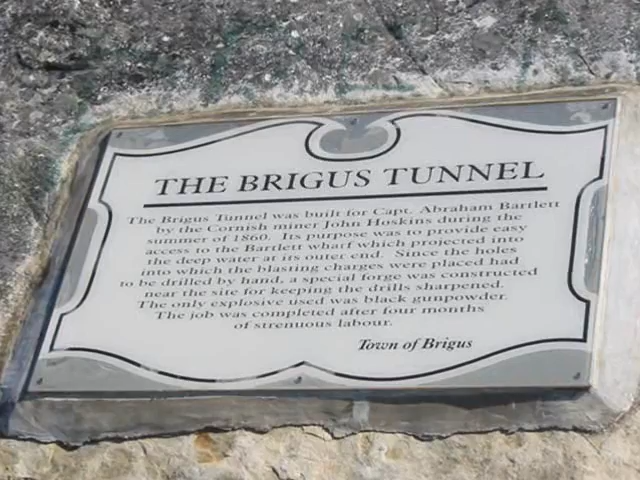 THE BRIGUS TUNNEL
The Brigus Tunnel was built for Capt. Abraham Bartlett
by the Cornish miner John Hoskins during the
summer of 1860. Its purpose was to provide easy
access to the Bartlett wharf which projected into
the deep water at its outer end. Since the holes
into which the blasting charges were placed had
to be drilled by hand, a special forge was constructed
near the site for keeping the drills sharpened.
The only explosive used was black gunpowder.
The job was completed after four months
of strenuous labour.
Town of Brigus